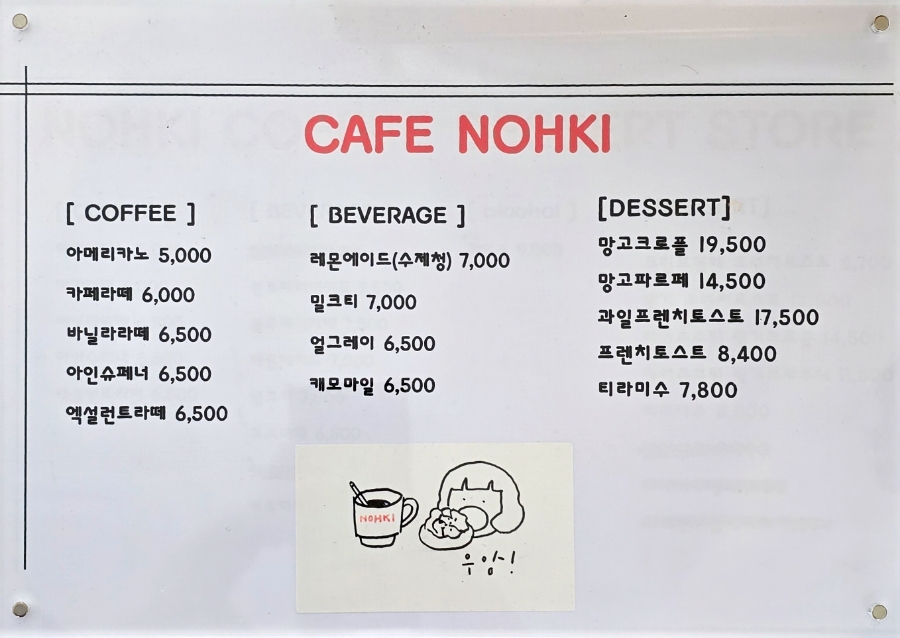 CAFE NOHKI
[ COFFEE ]
아메리카노 5,000
카페라떼 6,000
바닐라라떼 6,500
아인슈페너 6,500
엑설런트라떼 6,500
[ BEVERAGE ]
레몬에이드(수제청) 7,000
밀크티 7,000
얼그레이 6,500
캐모마일 6,500
[DESSERT]
망고크로플 19,500
망고파르페 14,500
과일프렌치토스트 17,500
프렌치토스트 8,400
티라미수 7,800
NOHKI
우앙!